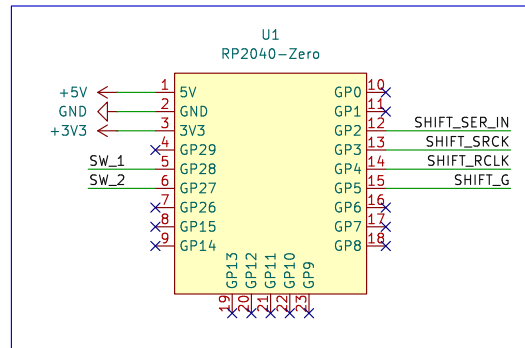 U1
RP2040-Zero
+5V 1 5V GP0 10
GND 2 GND GP1 11
+3V3 3 3V3 GP2 12 SHIFT_SER_IN
4 GP29 GP3 13 SHIFT_SRCK
SW_1 5 GP28 GP4 14 SHIFT_RCLK
SW_2 6 GP27 GP5 15 SHIFT_G
7 GP26 GP6 16
8 GP15 GP7 17
9 GP14 GP8 18
GP13 GP12 GP11 GP10 GP9
19 20 21 22 23